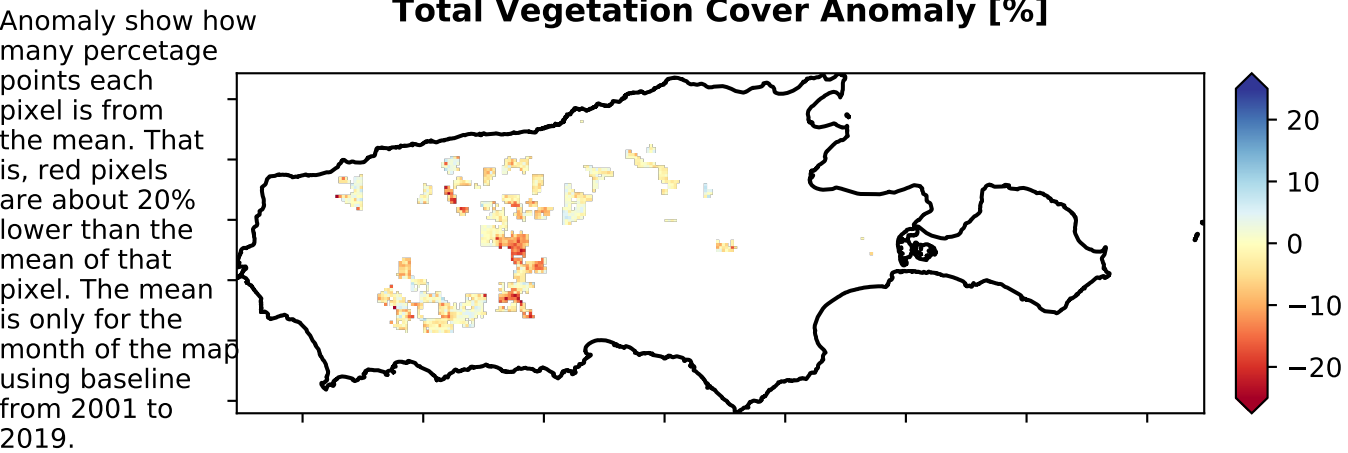 Total Vegetation Cover Anomaly [%]
Anomaly show how
many percetage
points each
pixel is from
the mean. That
is, red pixels
are about 20%
lower than the
mean of that
pixel. The mean
is only for the
month of the map
using baseline
from 2001 to
2019.
20
10
0
−10
−20